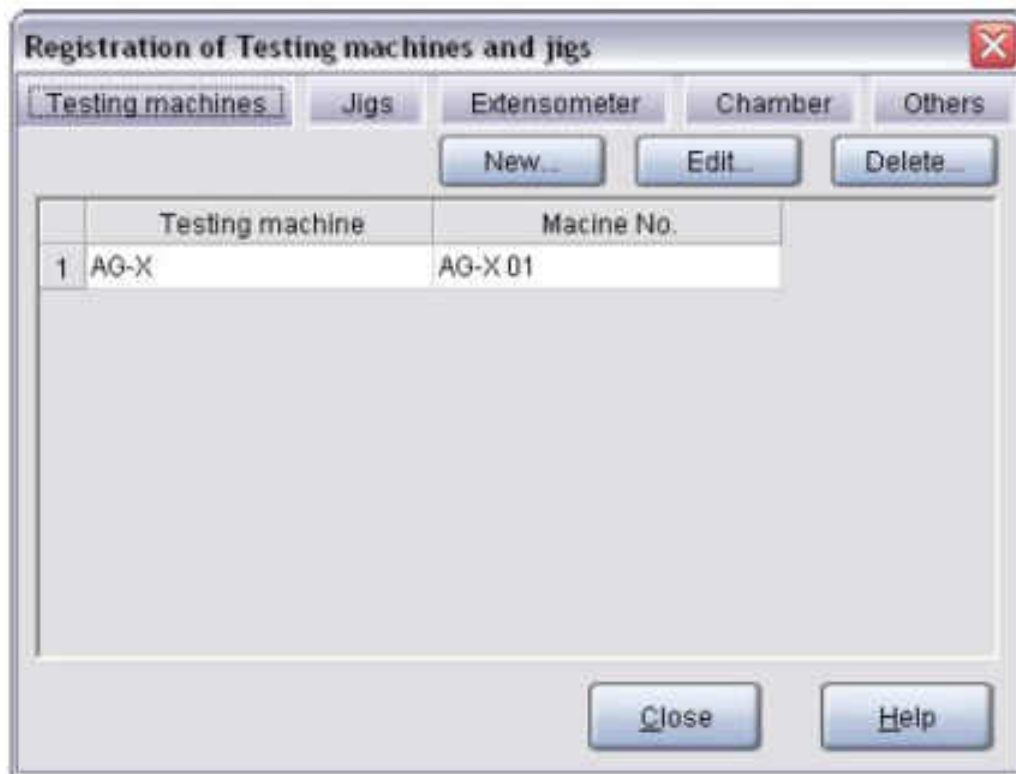 Registration of Testing machines and jigs
Testing machines Jigs Extensometer Chamber Others
New... Edit... Delete...
Testing machine Macine No.
1 AG-X AG-X 01
Close Help